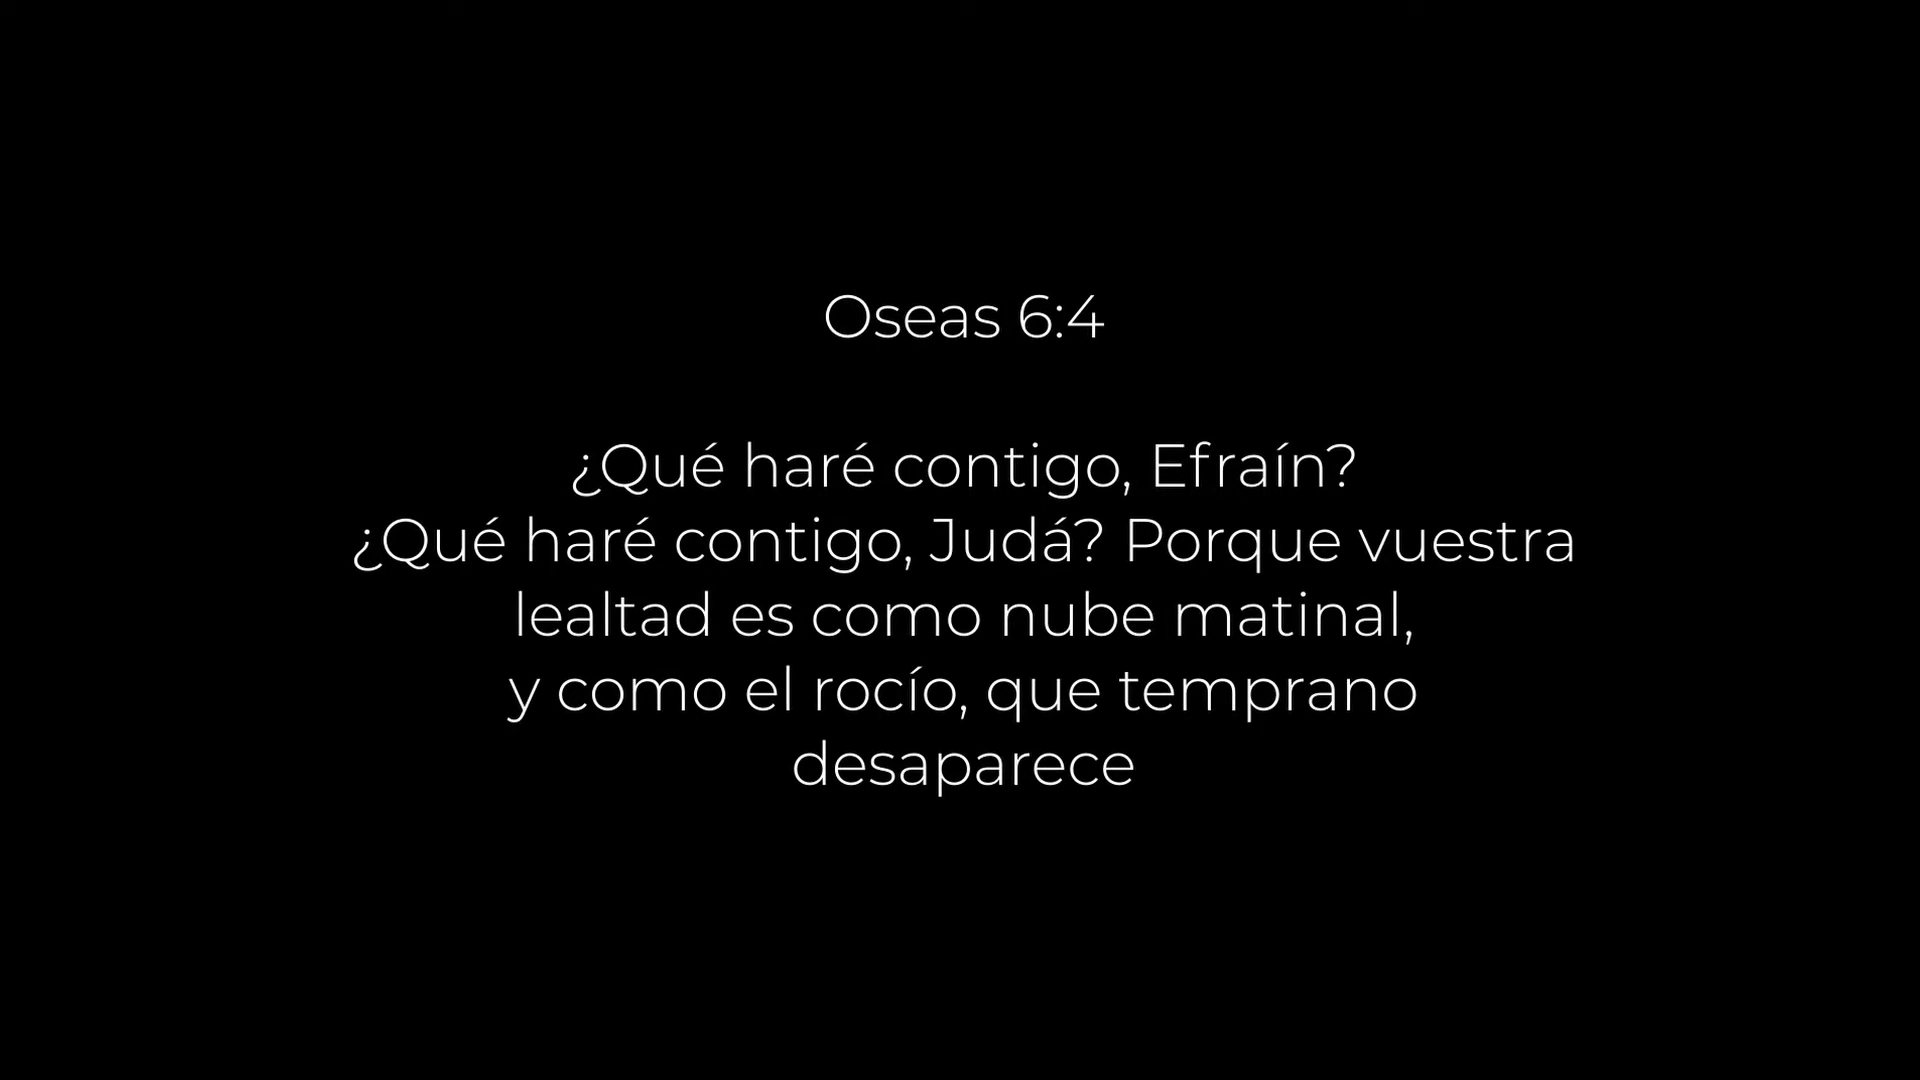 Oseas 6:4
¿Qué haré contigo, Efraín?
¿Qué haré contigo, Judá? Porque vuestra
lealtad es como nube matinal,
y como el rocío, que temprano
desaparece